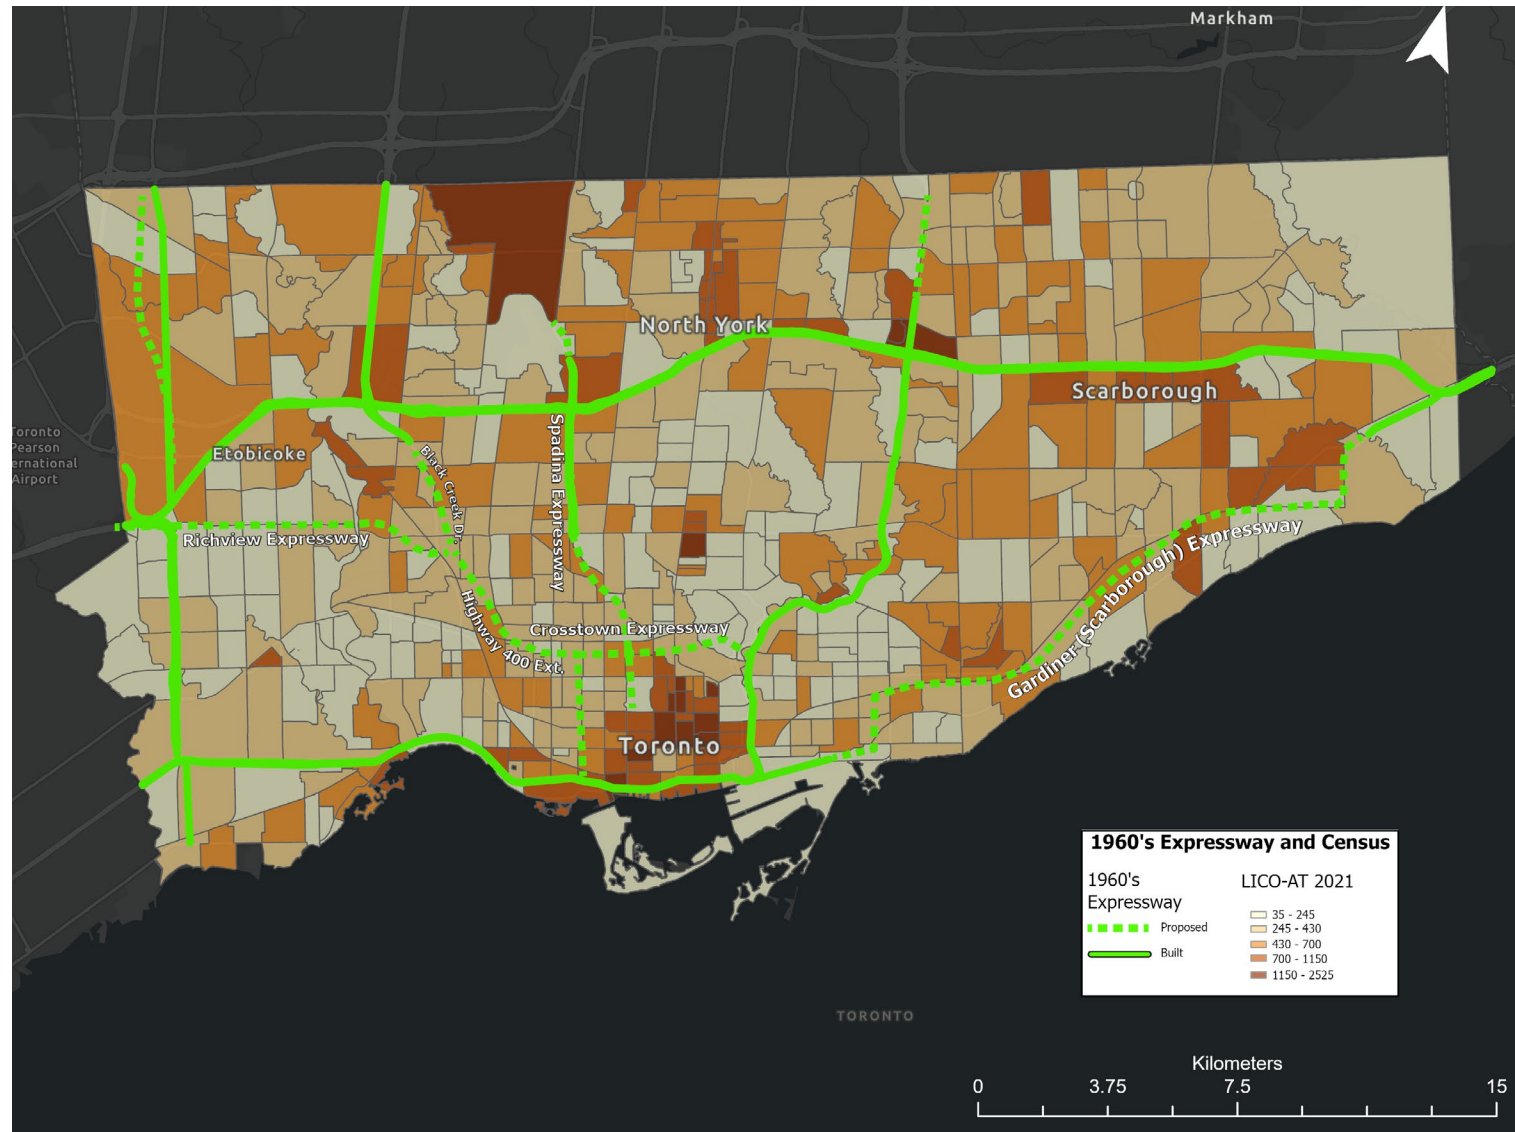 Markham
North York
Scarborough
Toronto
Pearson
ernational
Airport
Etobicoke
Spadina Expressway
Black Creek Dr.
Richview Expressway
Gardiner (Scarborough) Expressway
Highway 400 Ext.
Crosstown Expressway
Toronto
1960's Expressway and Census
1960's
Expressway
Proposed
Built
LICO-AT 2021
35 - 245
245 - 430
430 - 700
700 - 1150
1150 - 2525
TORONTO
Kilometers
0 3.75 7.5 15